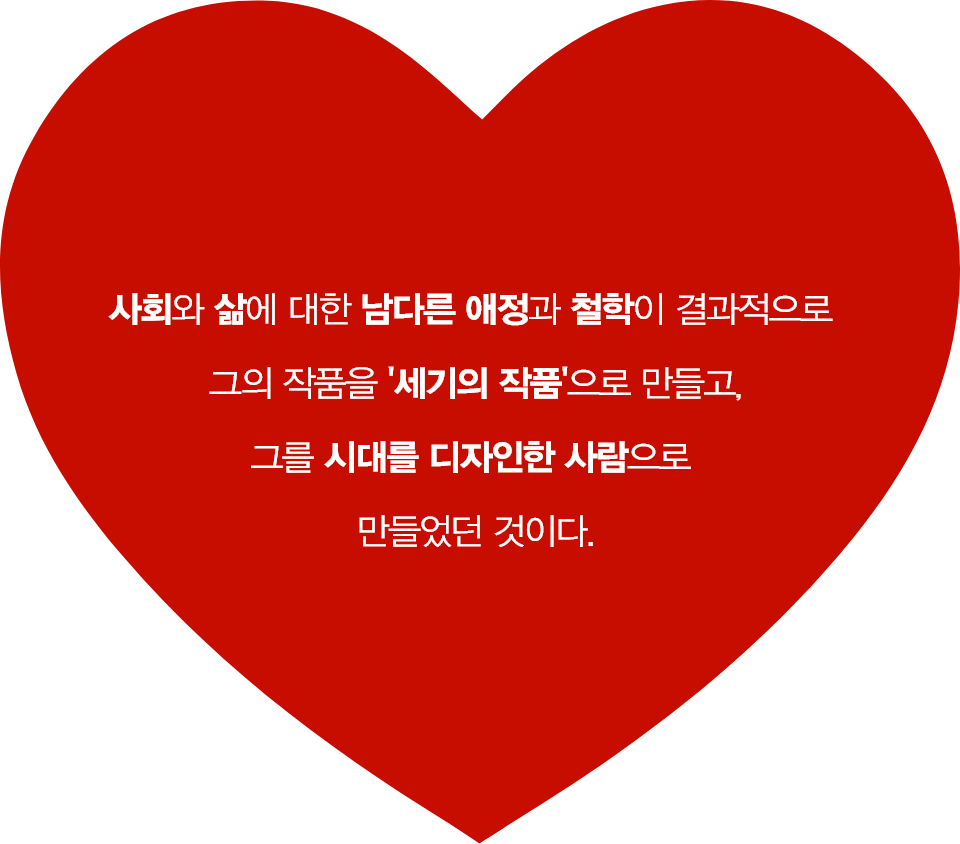 사회와 삶에 대한 남다른 애정과 철학이 결과적으로
그의 작품을 '세기의 작품'으로 만들고,
그를 시대를 디자인한 사람으로
만들었던 것이다.